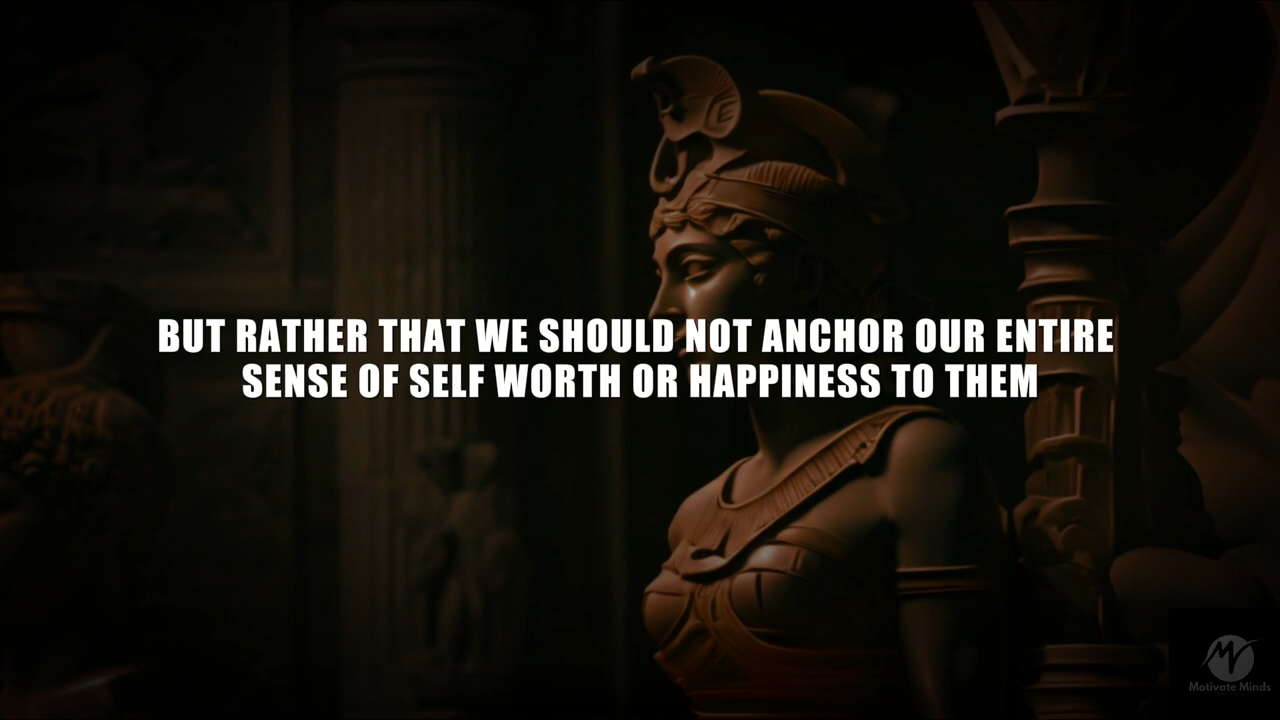 BUT RATHER THAT WE SHOULD NOT ANCHOR OUR ENTIRE
SENSE OF SELF WORTH OR HAPPINESS TO THEM
Motivate Minds